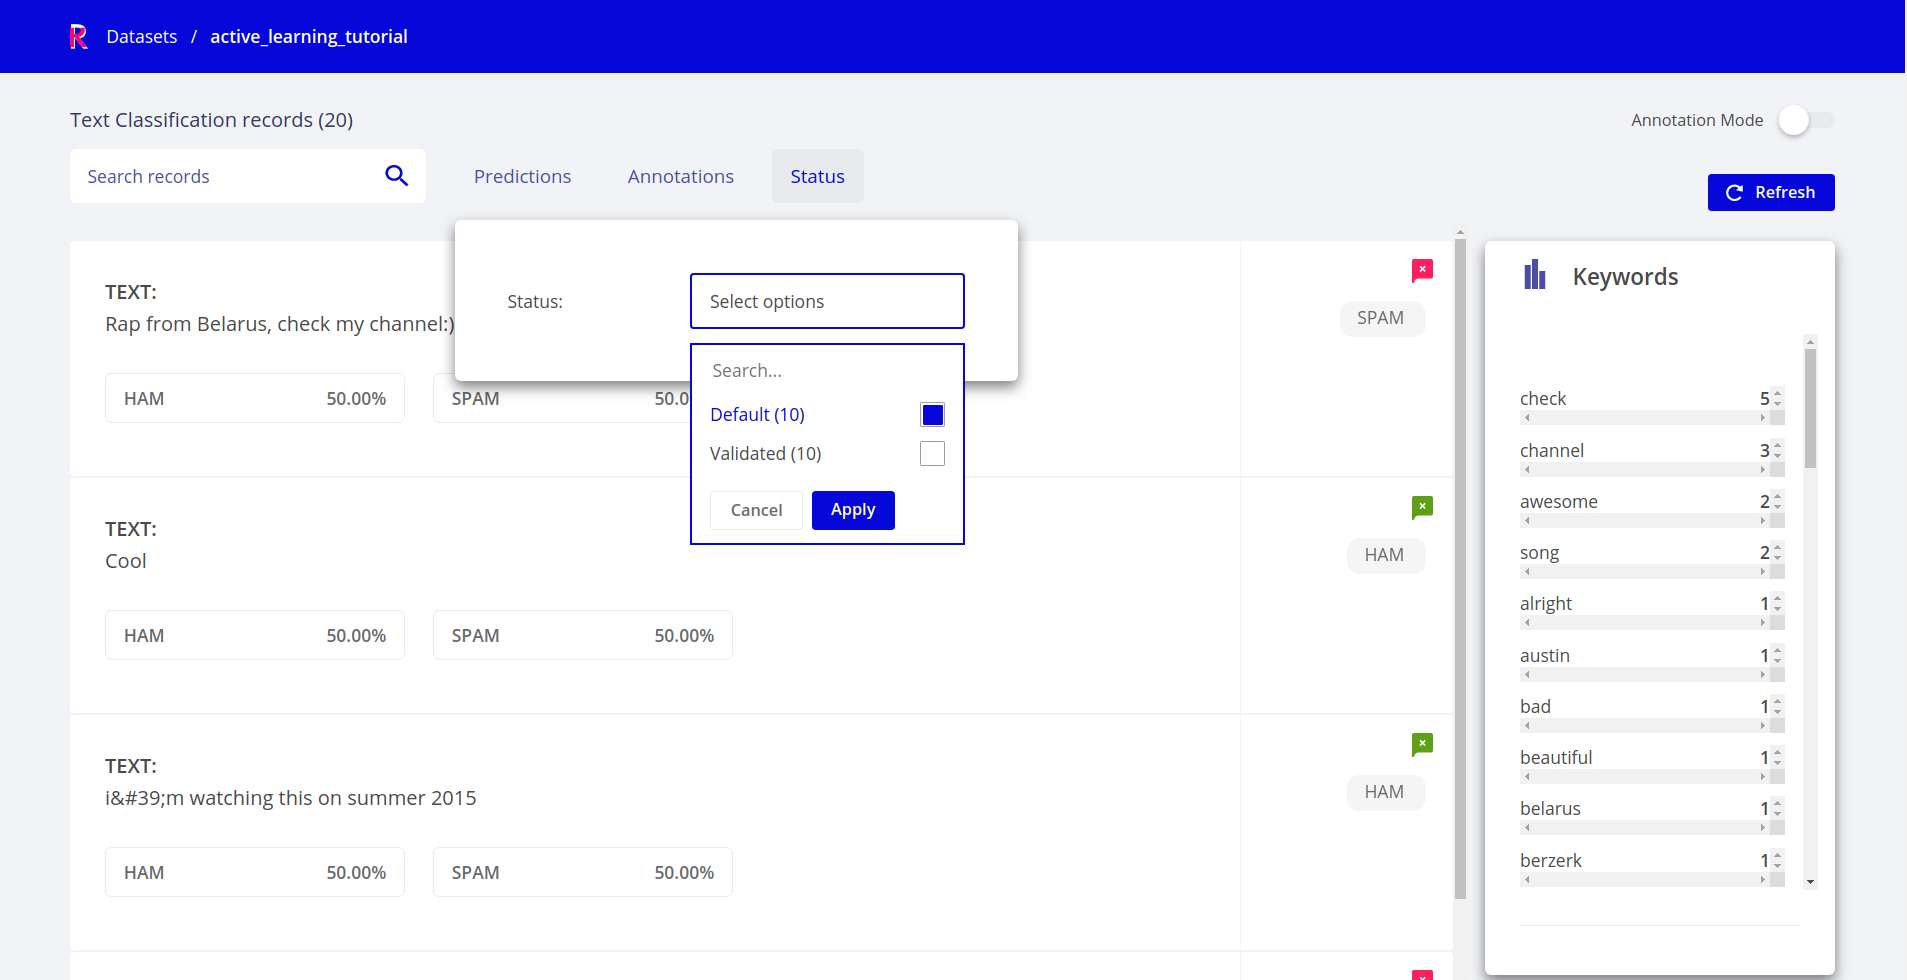 Datasets / active_learning_tutorial
Text Classification records (20)
Annotation Mode
Search records
Predictions
Annotations
Status
Refresh
Status:
Select options
Search...
Default (10)
Validated (10)
Cancel
Apply
TEXT:
Rap from Belarus, check my channel:)
HAM 50.00%
SPAM 50.0
SPAM
TEXT:
Cool
HAM 50.00%
SPAM 50.00%
HAM
TEXT:
i&#39;m watching this on summer 2015
HAM 50.00%
SPAM 50.00%
HAM
Keywords
check 5
channel 3
awesome 2
song 2
alright 1
austin 1
bad 1
beautiful 1
belarus 1
berzerk 1